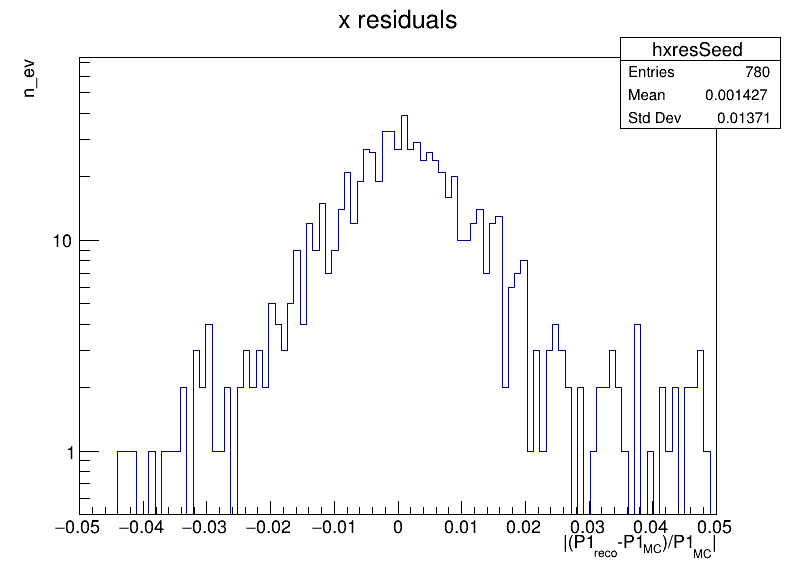 x residuals
n_ev
hxresSeed
Entries 780
Mean 0.001427
Std Dev 0.01371
10
1
−0.05 −0.04 −0.03 −0.02 −0.01 0 0.01 0.02 0.03 0.04 0.05
|(P1reco-P1MC)/P1MC|